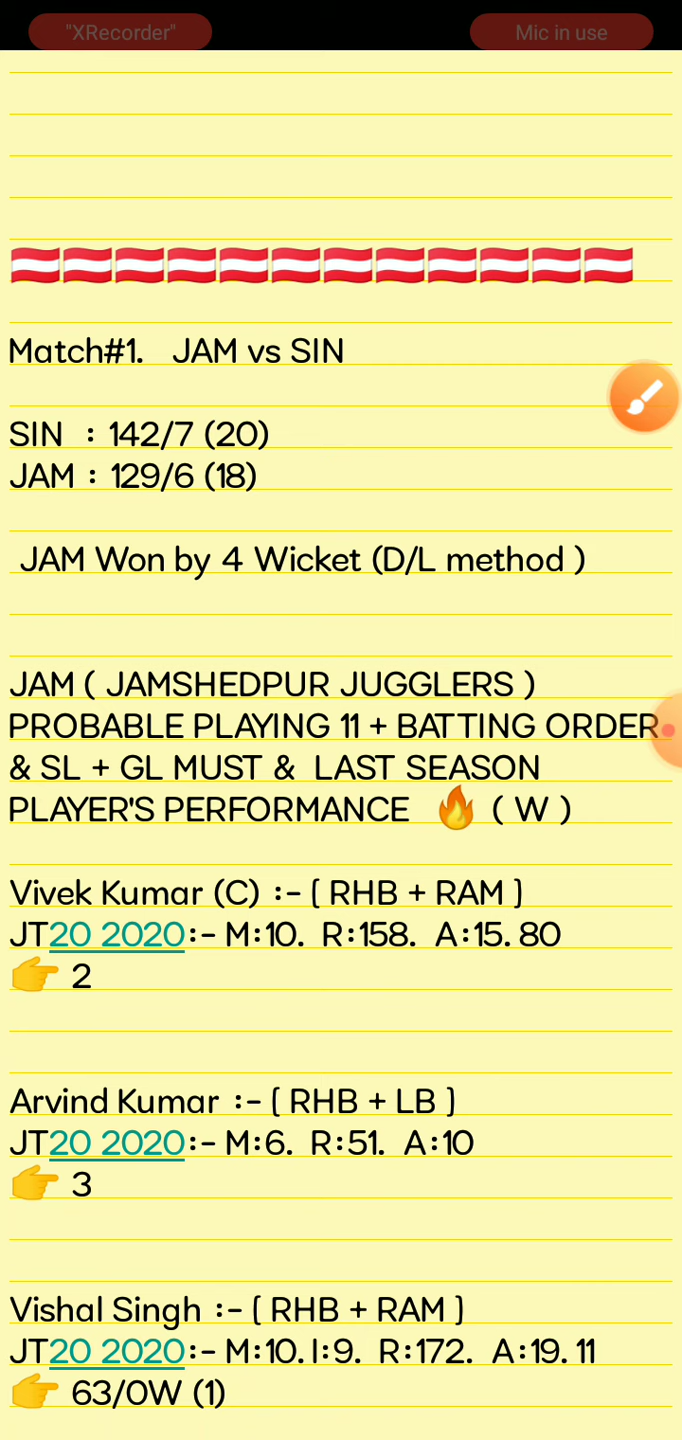 "XRecorder" Mic in use
Match#1. JAM vs SIN
SIN : 142/7 (20)
JAM : 129/6 (18)
JAM Won by 4 Wicket (D/L method )
JAM ( JAMSHEDPUR JUGGLERS )
PROBABLE PLAYING 11 + BATTING ORDER
& SL + GL MUST & LAST SEASON
PLAYER'S PERFORMANCE 🔥 ( W )
Vivek Kumar (C) :- [ RHB + RAM ]
JT20 2020:- M:10. R:158. A:15.80
👉 2
Arvind Kumar :- [ RHB + LB ]
JT20 2020:- M:6. R:51. A:10
👉 3
Vishal Singh :- [ RHB + RAM ]
JT20 2020:- M:10. I:9. R:172. A:19.11
👉 63/0W (1)